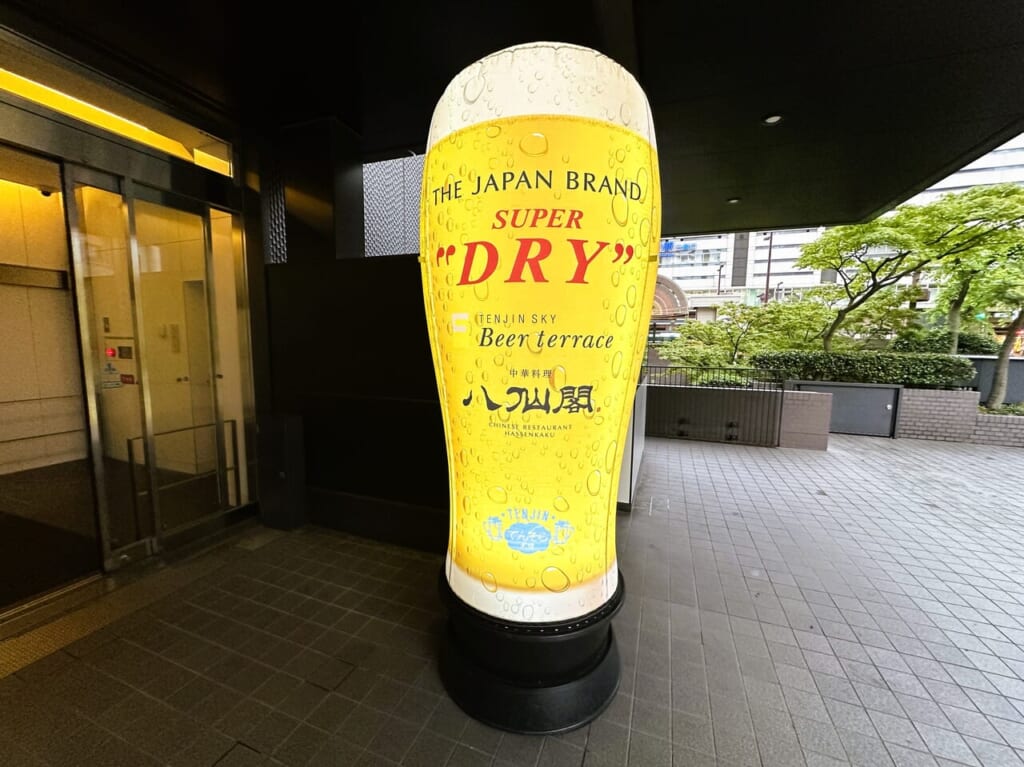 THE JAPAN BRAND
SUPER
"DRY"
TENJIN SKY
Beer terrace
中華料理
八仙閣
CHINESE RESTAURANT
HASSENKAKU
TENJIN